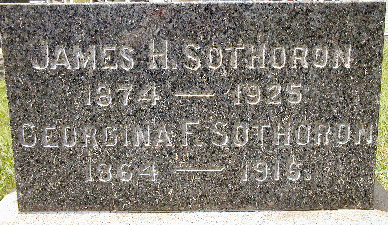 JAMES H. SOTHORON
1874 — 1925
GEORGINA F. SOTHORON
1864 — 1915.